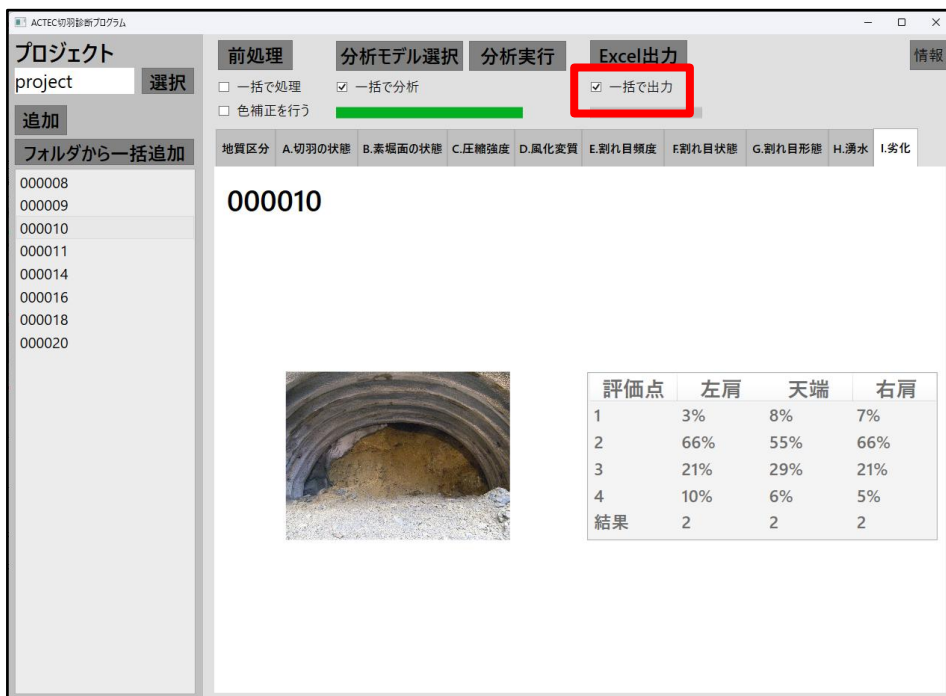 ACTEC切羽診断プログラム
プロジェクト
project 選択
追加
フォルダから一括追加
000008
000009
000010
000011
000014
000016
000018
000020
前処理 分析モデル選択 分析実行 Excel出力 情報
一括で処理 一括で分析 一括で出力
色補正を行う
地質区分 A.切羽の状態 B.素堀面の状態 C.圧縮強度 D.風化変質 E.割れ目頻度 F.割れ目状態 G.割れ目形態 H.湧水 I.劣化
000010
評価点 左肩 天端 右肩
1 3% 8% 7%
2 66% 55% 66%
3 21% 29% 21%
4 10% 6% 5%
結果 2 2 2